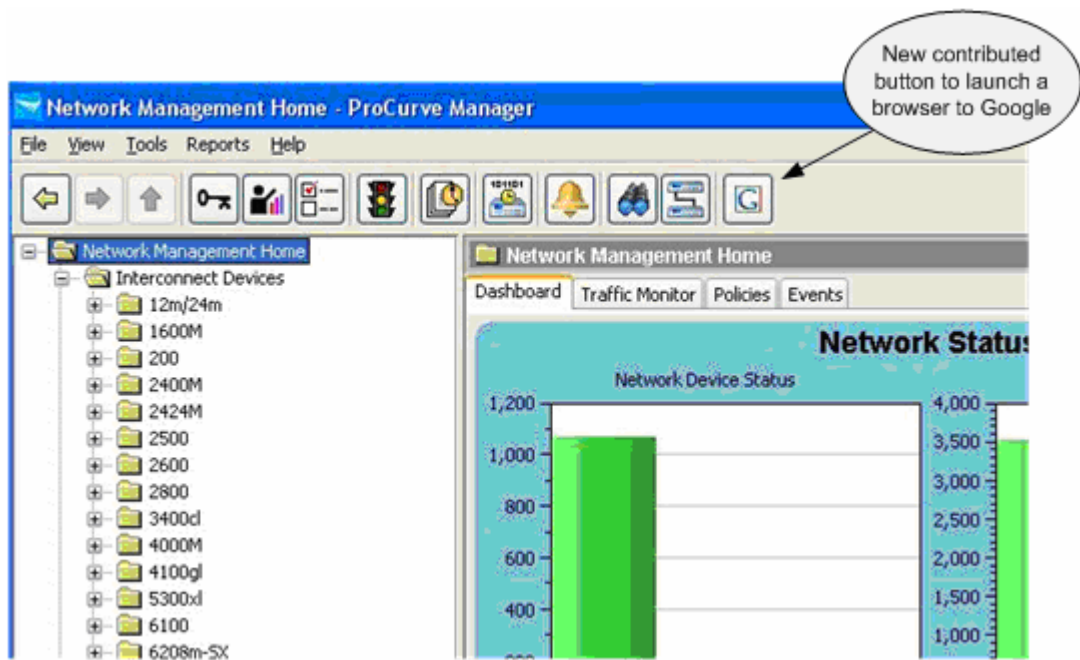 New contributed
button to launch a
browser to Google
Network Management Home - ProCurve Manager
File View Tools Reports Help
101101
G
Network Management Home
Interconnect Devices
12m/24m
1600M
200
2400M
2424M
2500
2600
2800
3400cl
4000M
4100gl
5300xl
6100
6208m-SX
Network Management Home
Dashboard Traffic Monitor Policies Events
Network Status
Network Device Status
1,200
1,000
800
600
400
4,000
3,500
3,000
2,500
2,000
1,500
1,000